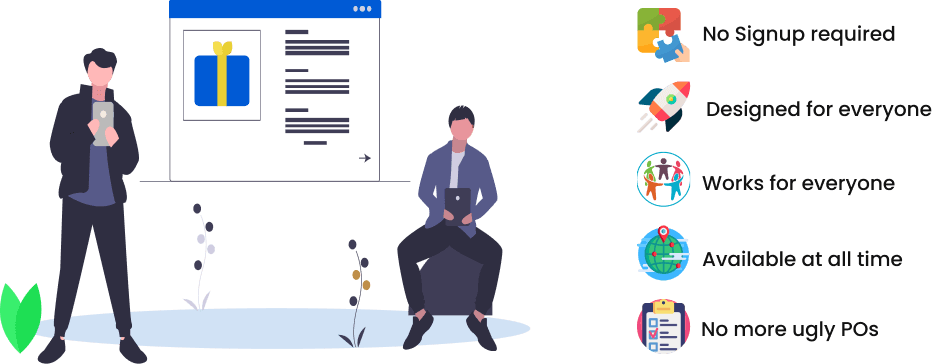 No Signup required
Designed for everyone
Works for everyone
Available at all time
No more ugly POs